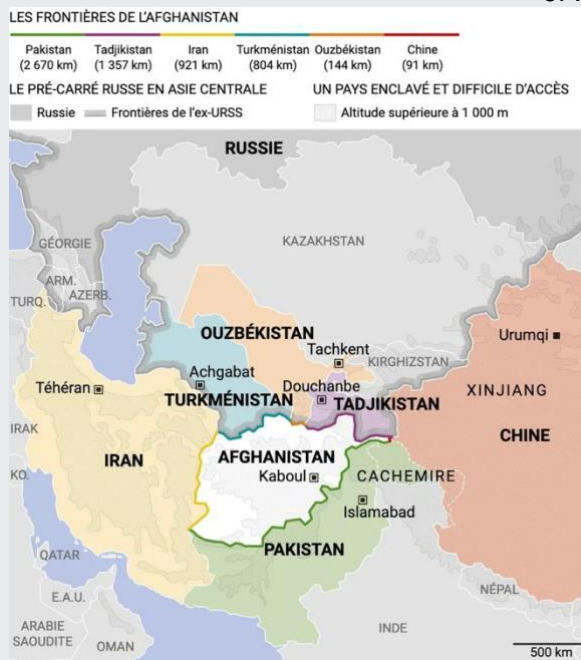 LES FRONTIÈRES DE L'AFGHANISTAN
Pakistan Tadjikistan Iran Turkménistan Ouzbékistan Chine
(2 670 km) (1 357 km) (921 km) (804 km) (144 km) (91 km)
LE PRÉ-CARRÉ RUSSE EN ASIE CENTRALE
Russie Frontières de l'ex-URSS
UN PAYS ENCLAVÉ ET DIFFICILE D'ACCÈS
Altitude supérieure à 1 000 m
RUSSIE
GÉORGIE
KAZAKHSTAN
ARM.
AZERB.
TURQ.
OUZBÉKISTAN
Urumqi
Tachkent
KIRGHIZSTAN
Achgabat
Téhéran
Douchanbe
XINJIANG
TURKMÉNISTAN
TADJIKISTAN
IRAK
CHINE
IRAN
AFGHANISTAN
Kaboul
CACHEMIRE
KO.
Islamabad
PAKISTAN
QATAR
NÉPAL
E.A.U.
ARABIE
SAOUDITE
OMAN
INDE
500 km